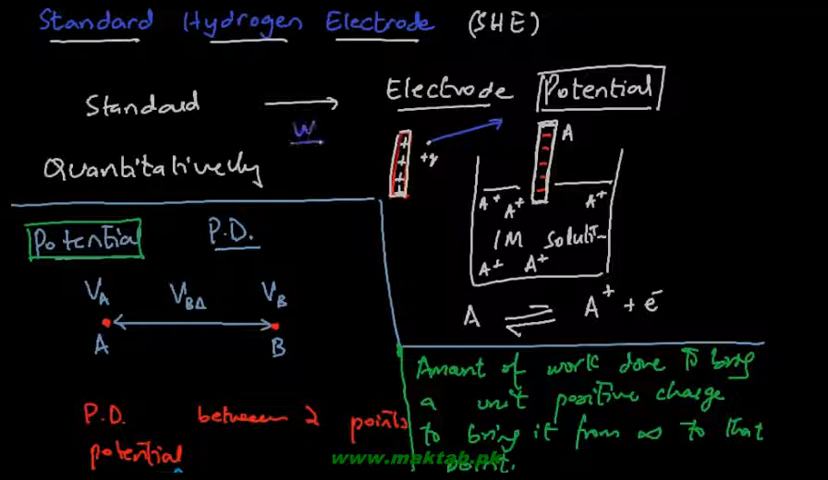 Standard Hydrogen Electrode (SHE)
Standard → Electrode Potential
W
Quantitatively
+ + + +
+q
A
A+ A+ A+
1M solutn
A+ A+
A ⇌ A+ + e-
Potential P.D.
VA VBA VB
A B
P.D. between 2 points
potential
Amount of work done to bring
a unit positive charge
to bring it from ∞ to that
point.
www.maktab.pk